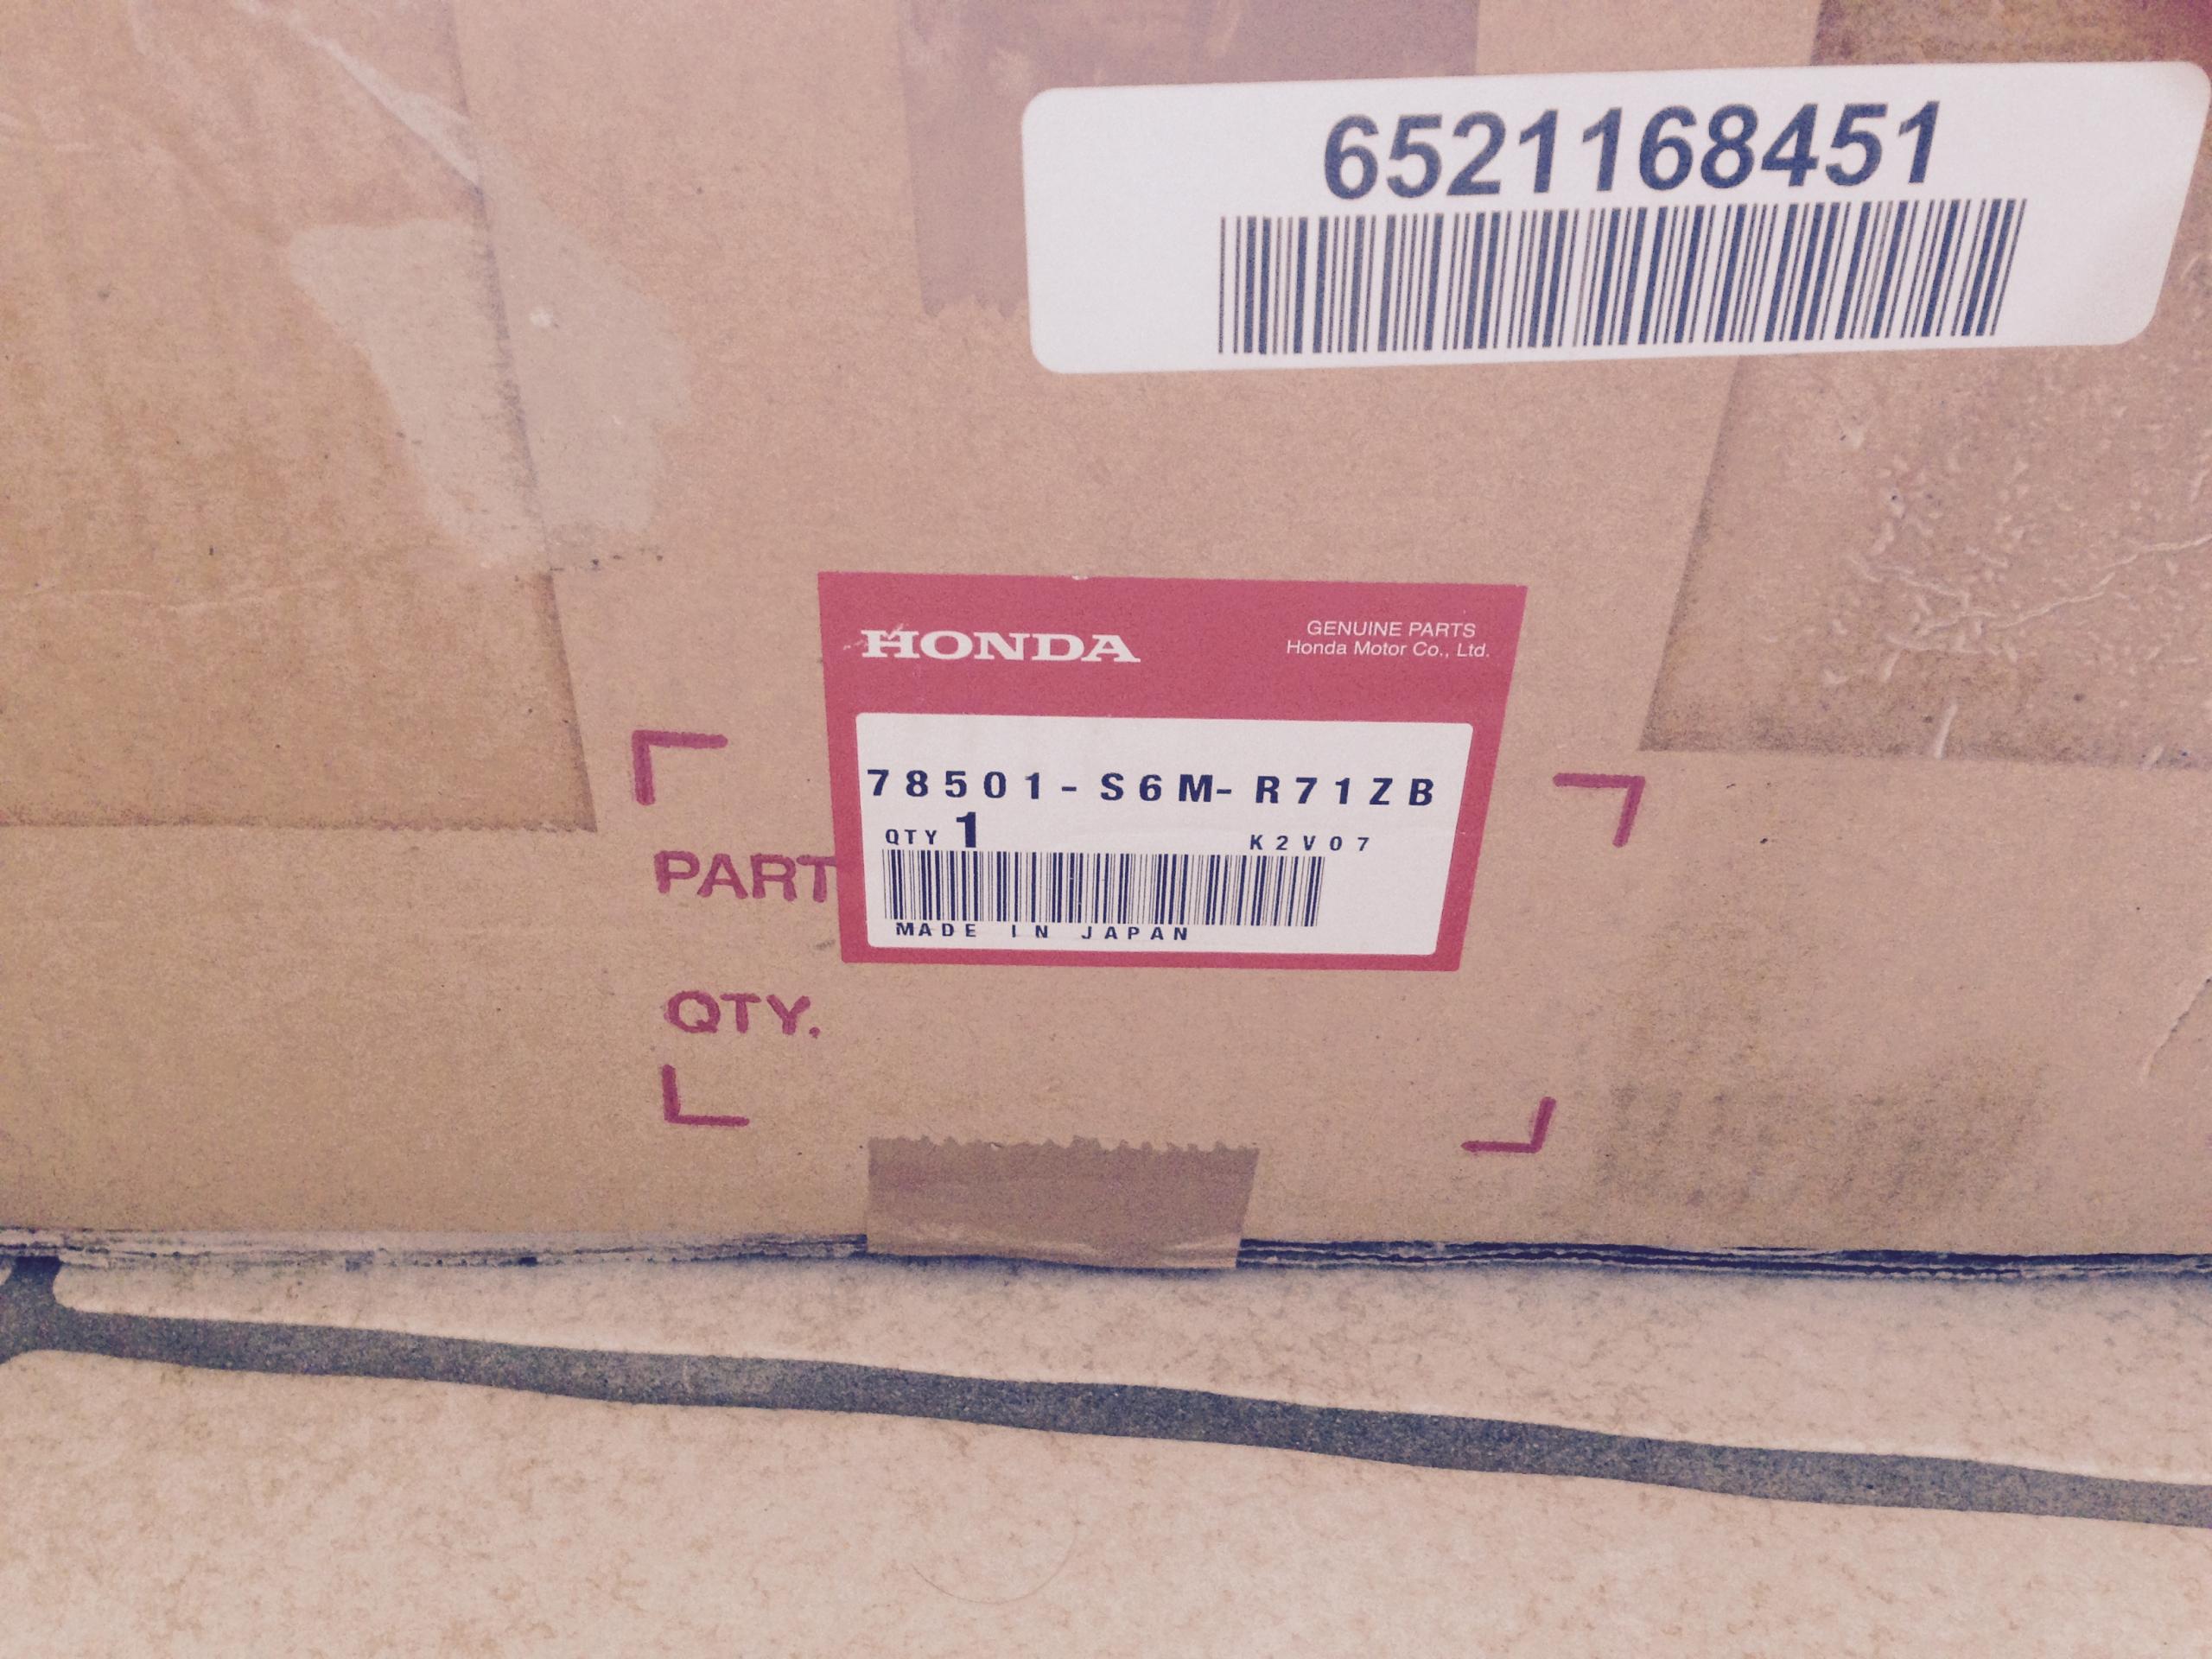 6521168451
HONDA
GENUINE PARTS
Honda Motor Co., Ltd.
78501-S6M-R71ZB
QTY 1 K2V07
MADE IN JAPAN
PART
QTY.